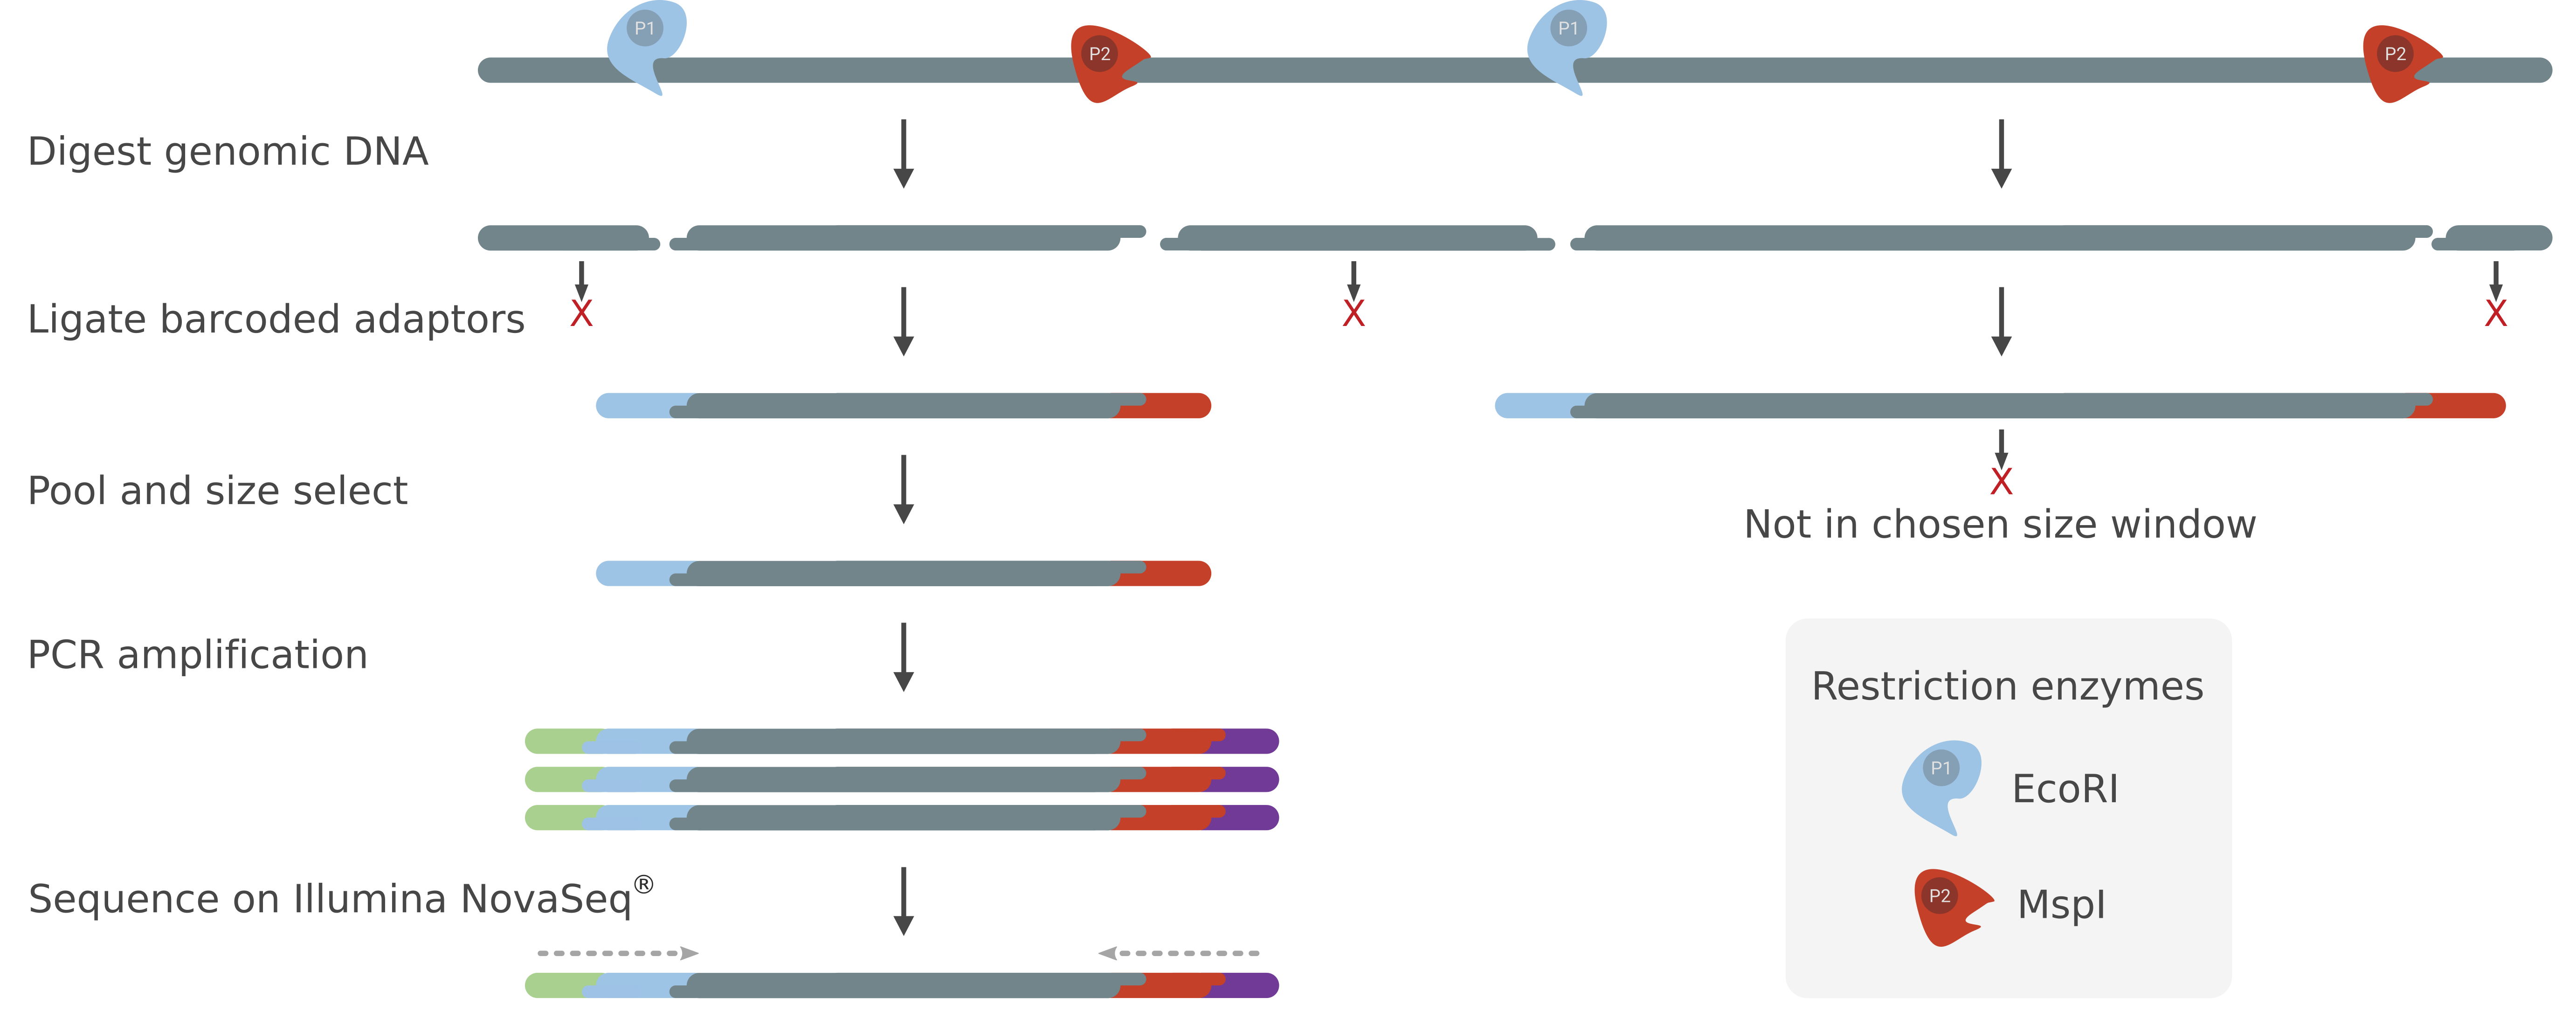 P1 P2 P1 P2
Digest genomic DNA
Ligate barcoded adaptors X X X
Pool and size select X
Not in chosen size window
PCR amplification
Restriction enzymes
P1 EcoRI
Sequence on Illumina NovaSeq®
P2 MspI